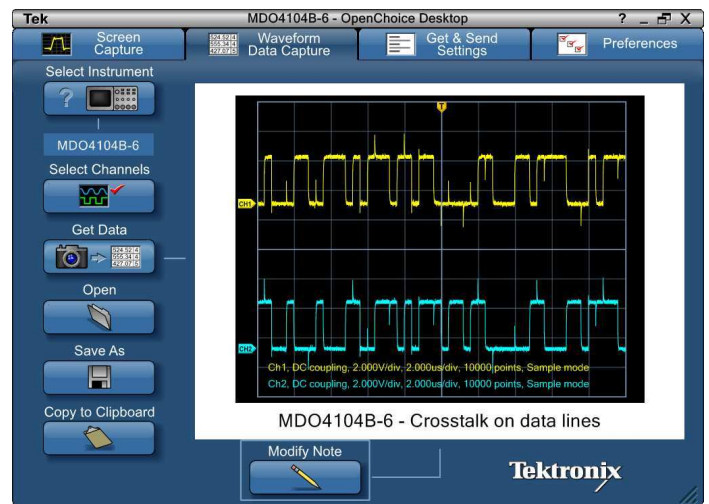 Tek MDO4104B-6 - OpenChoice Desktop ? _ X
Screen Capture
Waveform Data Capture
Get & Send Settings
Preferences
Select Instrument
MDO4104B-6
Select Channels
Get Data
Open
Save As
Copy to Clipboard
T
CH1
CH2
Ch1, DC coupling, 2.000V/div, 2.000us/div, 10000 points, Sample mode
Ch2, DC coupling, 2.000V/div, 2.000us/div, 10000 points, Sample mode
MDO4104B-6 - Crosstalk on data lines
Modify Note
Tektronix